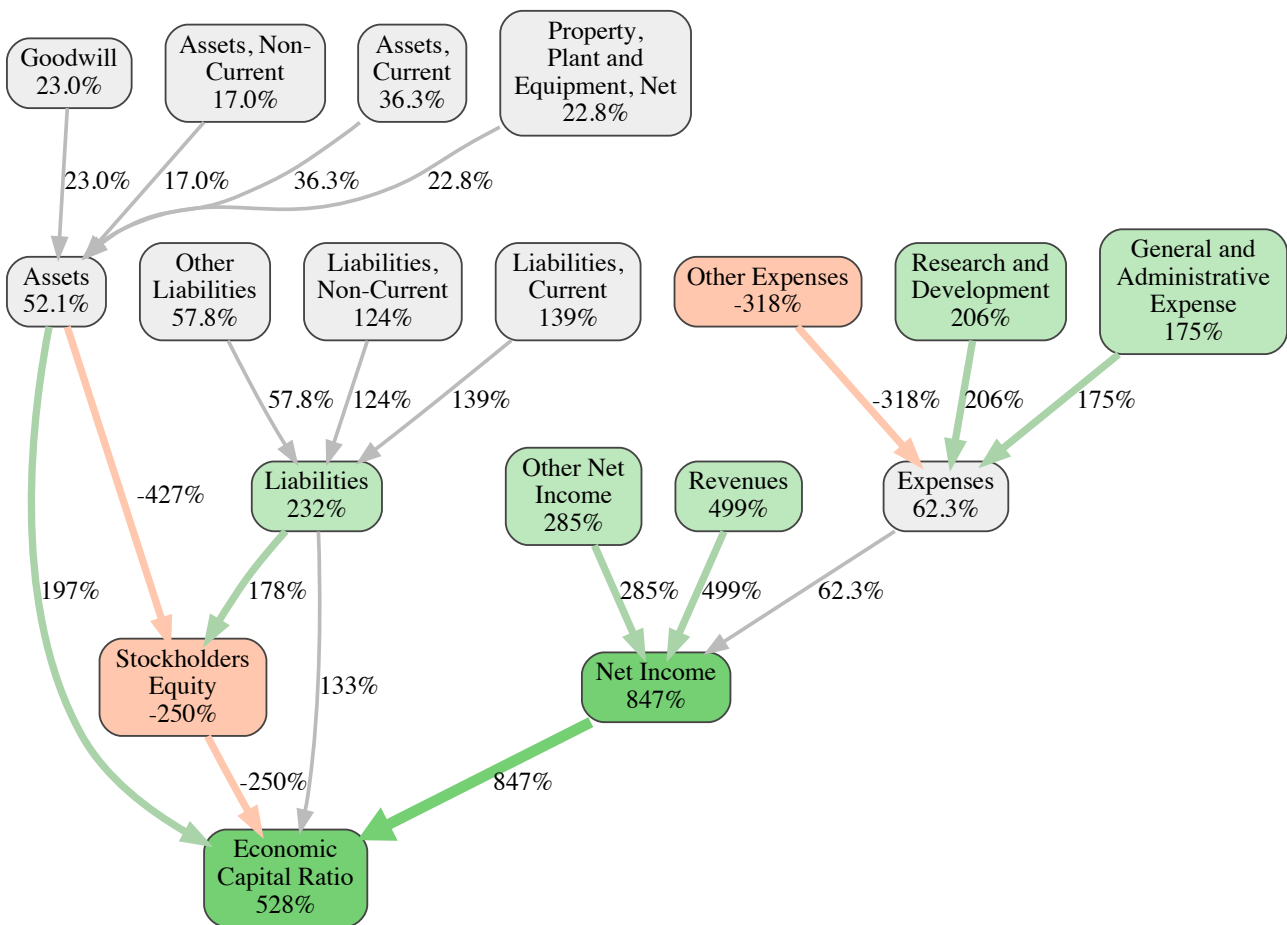 Goodwill
23.0%
Assets, Non-
Current
17.0%
Assets,
Current
36.3%
Property,
Plant and
Equipment, Net
22.8%
23.0%
17.0%
36.3%
22.8%
Assets
52.1%
Other
Liabilities
57.8%
Liabilities,
Non-Current
124%
Liabilities,
Current
139%
Other Expenses
-318%
Research and
Development
206%
General and
Administrative
Expense
175%
57.8%
124%
139%
-318%
206%
175%
-427%
Liabilities
232%
Other Net
Income
285%
Revenues
499%
Expenses
62.3%
197%
178%
285%
499%
62.3%
Stockholders
Equity
-250%
133%
Net Income
847%
-250%
847%
Economic
Capital Ratio
528%